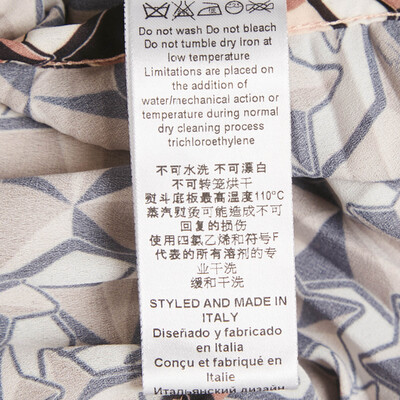 Do not wash Do not bleach
Do not tumble dry Iron at
low temperature
Limitations are placed on
the addition of
water/mechanical action or
temperature during normal
dry cleaning process
trichloroethylene
不可水洗 不可漂白
不可转笼烘干
熨斗底板最高温度110°C
蒸汽熨烫可能造成不可
回复的损伤
使用四氯乙烯和符号F
代表的所有溶剂的专
业干洗
缓和干洗
STYLED AND MADE IN
ITALY
Diseñado y fabricado
en Italia
Conçu et fabriqué en
Italie
Итальянский дизайн